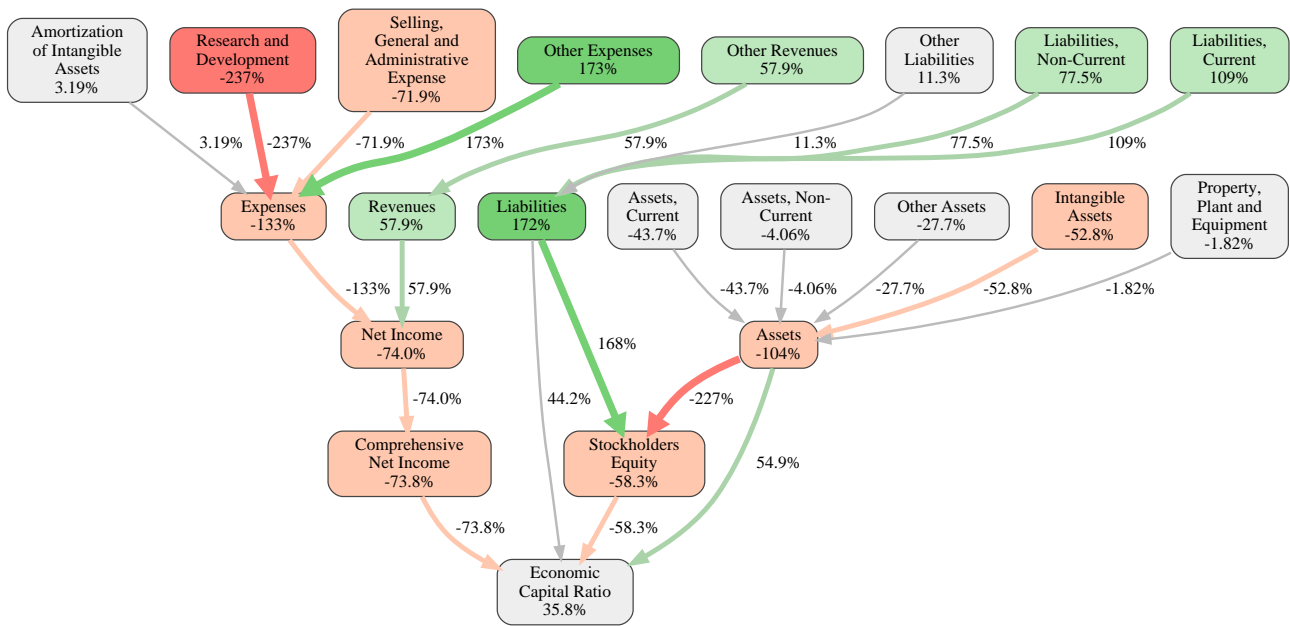 Amortization
of Intangible
Assets
3.19%
Research and
Development
-237%
Selling,
General and
Administrative
Expense
-71.9%
Other Expenses
173%
Other Revenues
57.9%
Other
Liabilities
11.3%
Liabilities,
Non-Current
77.5%
Liabilities,
Current
109%
3.19%
-237%
-71.9%
173%
57.9%
11.3%
77.5%
109%
Expenses
-133%
Revenues
57.9%
Liabilities
172%
Assets,
Current
-43.7%
Assets, Non-
Current
-4.06%
Other Assets
-27.7%
Intangible
Assets
-52.8%
Property,
Plant and
Equipment
-1.82%
-133%
57.9%
-43.7%
-4.06%
-27.7%
-52.8%
-1.82%
Net Income
-74.0%
168%
Assets
-104%
-74.0%
44.2%
-227%
Comprehensive
Net Income
-73.8%
Stockholders
Equity
-58.3%
54.9%
-73.8%
-58.3%
Economic
Capital Ratio
35.8%